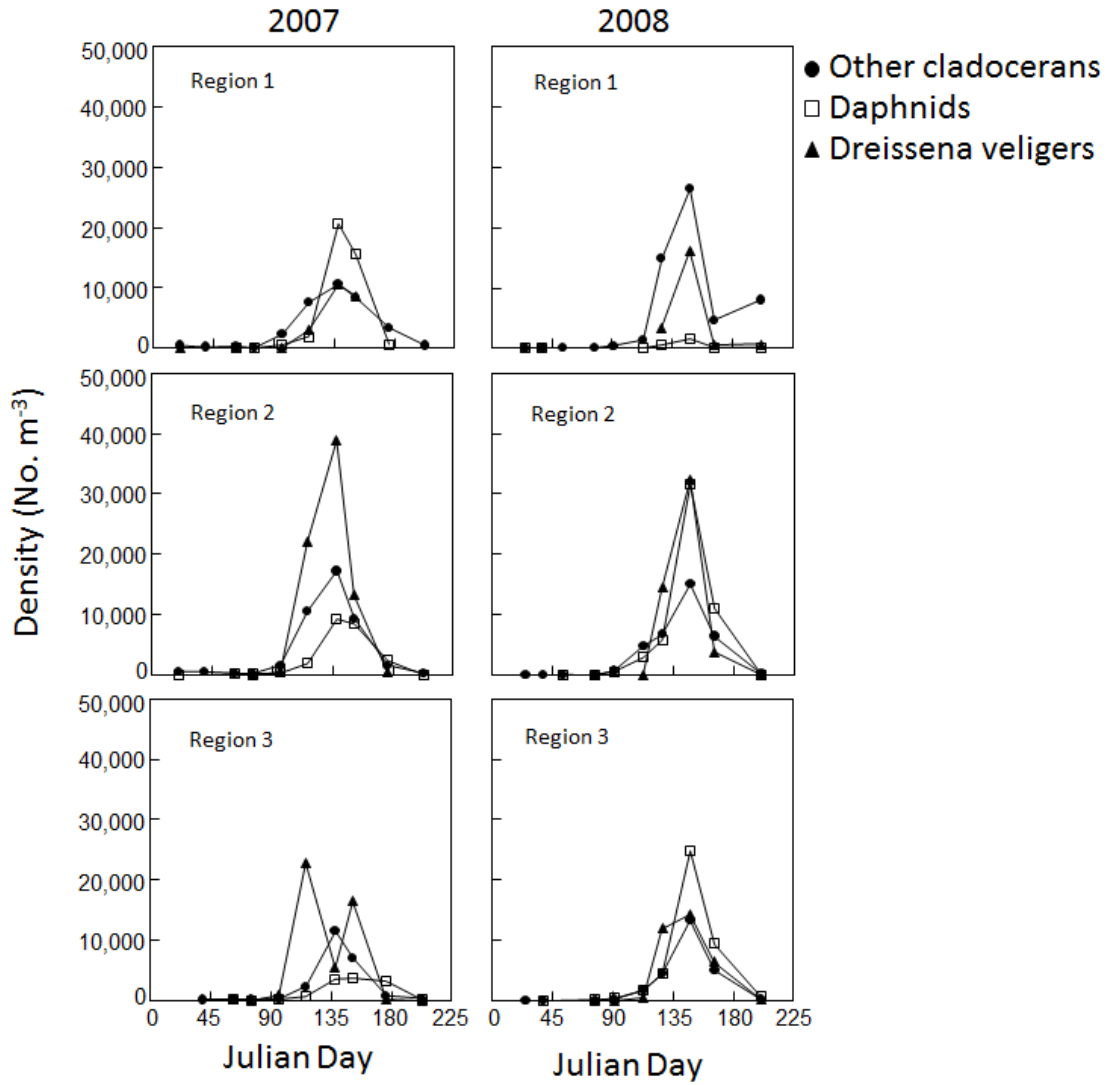 2007
2008
50,000
40,000
30,000
20,000
10,000
0
Region 1
Region 1
Other cladocerans
Daphnids
Dreissena veligers
50,000
40,000
30,000
20,000
10,000
0
Region 2
Region 2
Density (No. m⁻³)
50,000
40,000
30,000
20,000
10,000
0
Region 3
Region 3
0 45 90 135 180 225
0 45 90 135 180 225
Julian Day
Julian Day